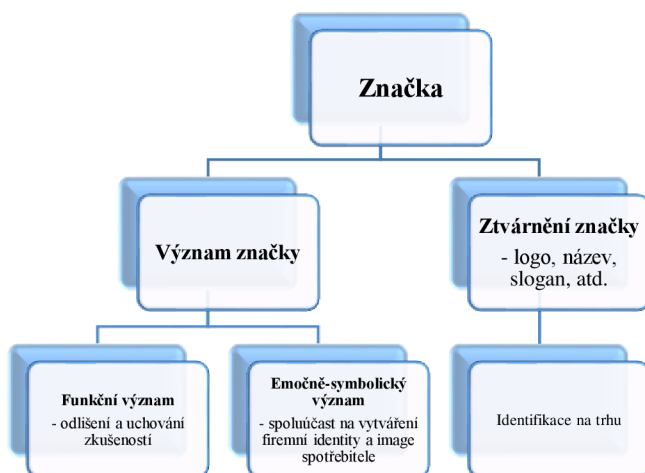 Značka
Význam značky
Ztvárnění značky
- logo, název,
slogan, atd.
Funkční význam
- odlišení a uchování
zkušeností
Emočně-symbolický
význam
- spoluúčast na vytváření
firemní identity a image
spotřebitele
Identifikace na trhu